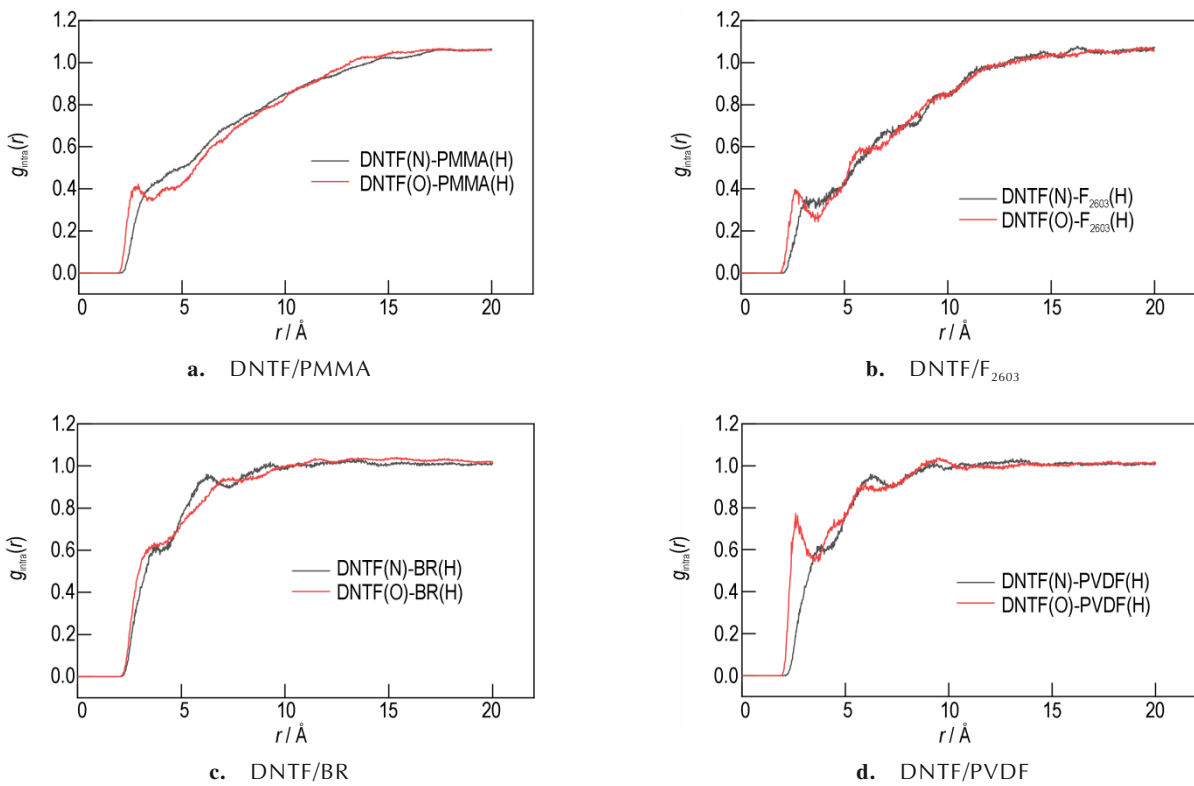 1.2
1.0
0.8
0.6
0.4
0.2
0.0
gintra(r)
DNTF(N)-PMMA(H)
DNTF(O)-PMMA(H)
0 5 10 15 20
r / Å
a. DNTF/PMMA
1.2
1.0
0.8
0.6
0.4
0.2
0.0
gintra(r)
DNTF(N)-F₂₆₀₃(H)
DNTF(O)-F₂₆₀₃(H)
0 5 10 15 20
r / Å
b. DNTF/F₂₆₀₃
1.2
1.0
0.8
0.6
0.4
0.2
0.0
gintra(r)
DNTF(N)-BR(H)
DNTF(O)-BR(H)
0 5 10 15 20
r / Å
c. DNTF/BR
1.2
1.0
0.8
0.6
0.4
0.2
0.0
gintra(r)
DNTF(N)-PVDF(H)
DNTF(O)-PVDF(H)
0 5 10 15 20
r / Å
d. DNTF/PVDF